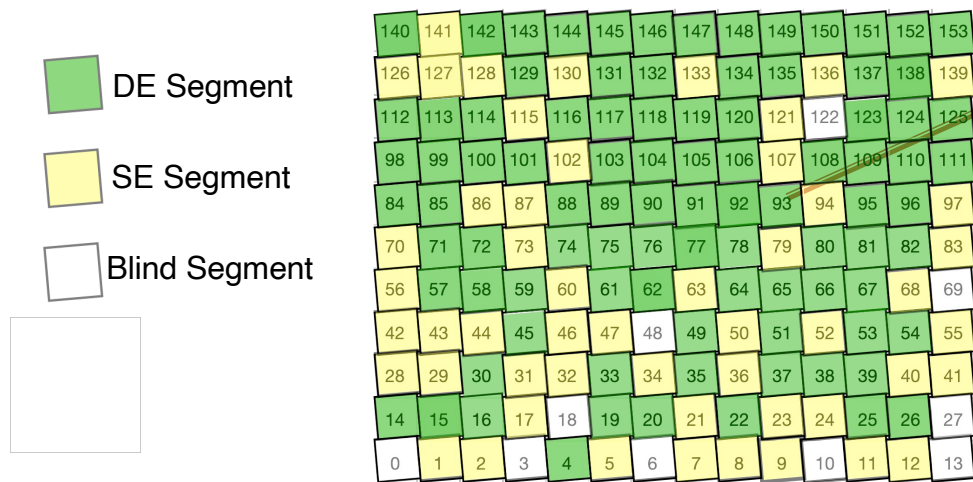 DE Segment
SE Segment
Blind Segment
140 141 142 143 144 145 146 147 148 149 150 151 152 153
126 127 128 129 130 131 132 133 134 135 136 137 138 139
112 113 114 115 116 117 118 119 120 121 122 123 124 125
98 99 100 101 102 103 104 105 106 107 108 109 110 111
84 85 86 87 88 89 90 91 92 93 94 95 96 97
70 71 72 73 74 75 76 77 78 79 80 81 82 83
56 57 58 59 60 61 62 63 64 65 66 67 68 69
42 43 44 45 46 47 48 49 50 51 52 53 54 55
28 29 30 31 32 33 34 35 36 37 38 39 40 41
14 15 16 17 18 19 20 21 22 23 24 25 26 27
0 1 2 3 4 5 6 7 8 9 10 11 12 13